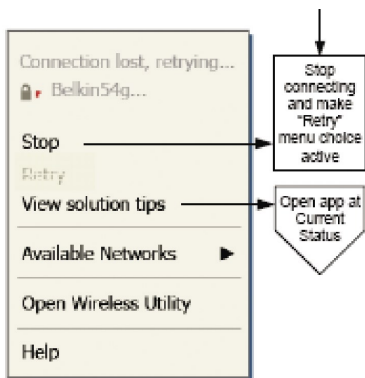 Connection lost, retrying...
Belkin54g...
Stop
Retry
View solution tips
Available Networks
Open Wireless Utility
Help
Stop
connecting
and make
"Retry"
menu choice
active
Open app at
Current
Status